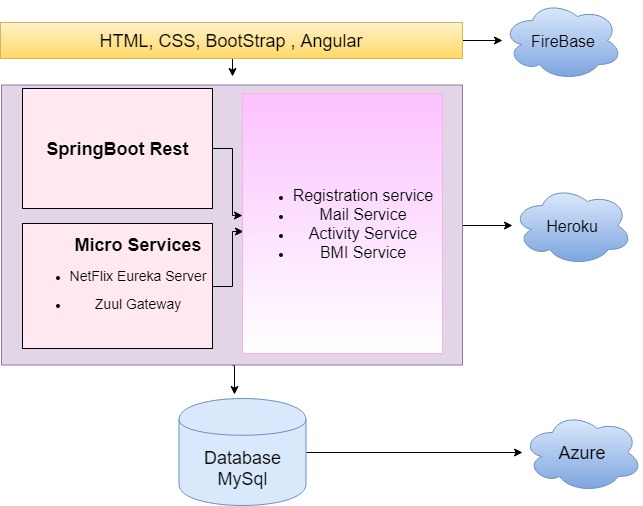 HTML, CSS, BootStrap , Angular
FireBase
SpringBoot Rest
• Registration service
• Mail Service
• Activity Service
• BMI Service
Heroku
Micro Services
• NetFlix Eureka Server
• Zuul Gateway
Database
MySql
Azure